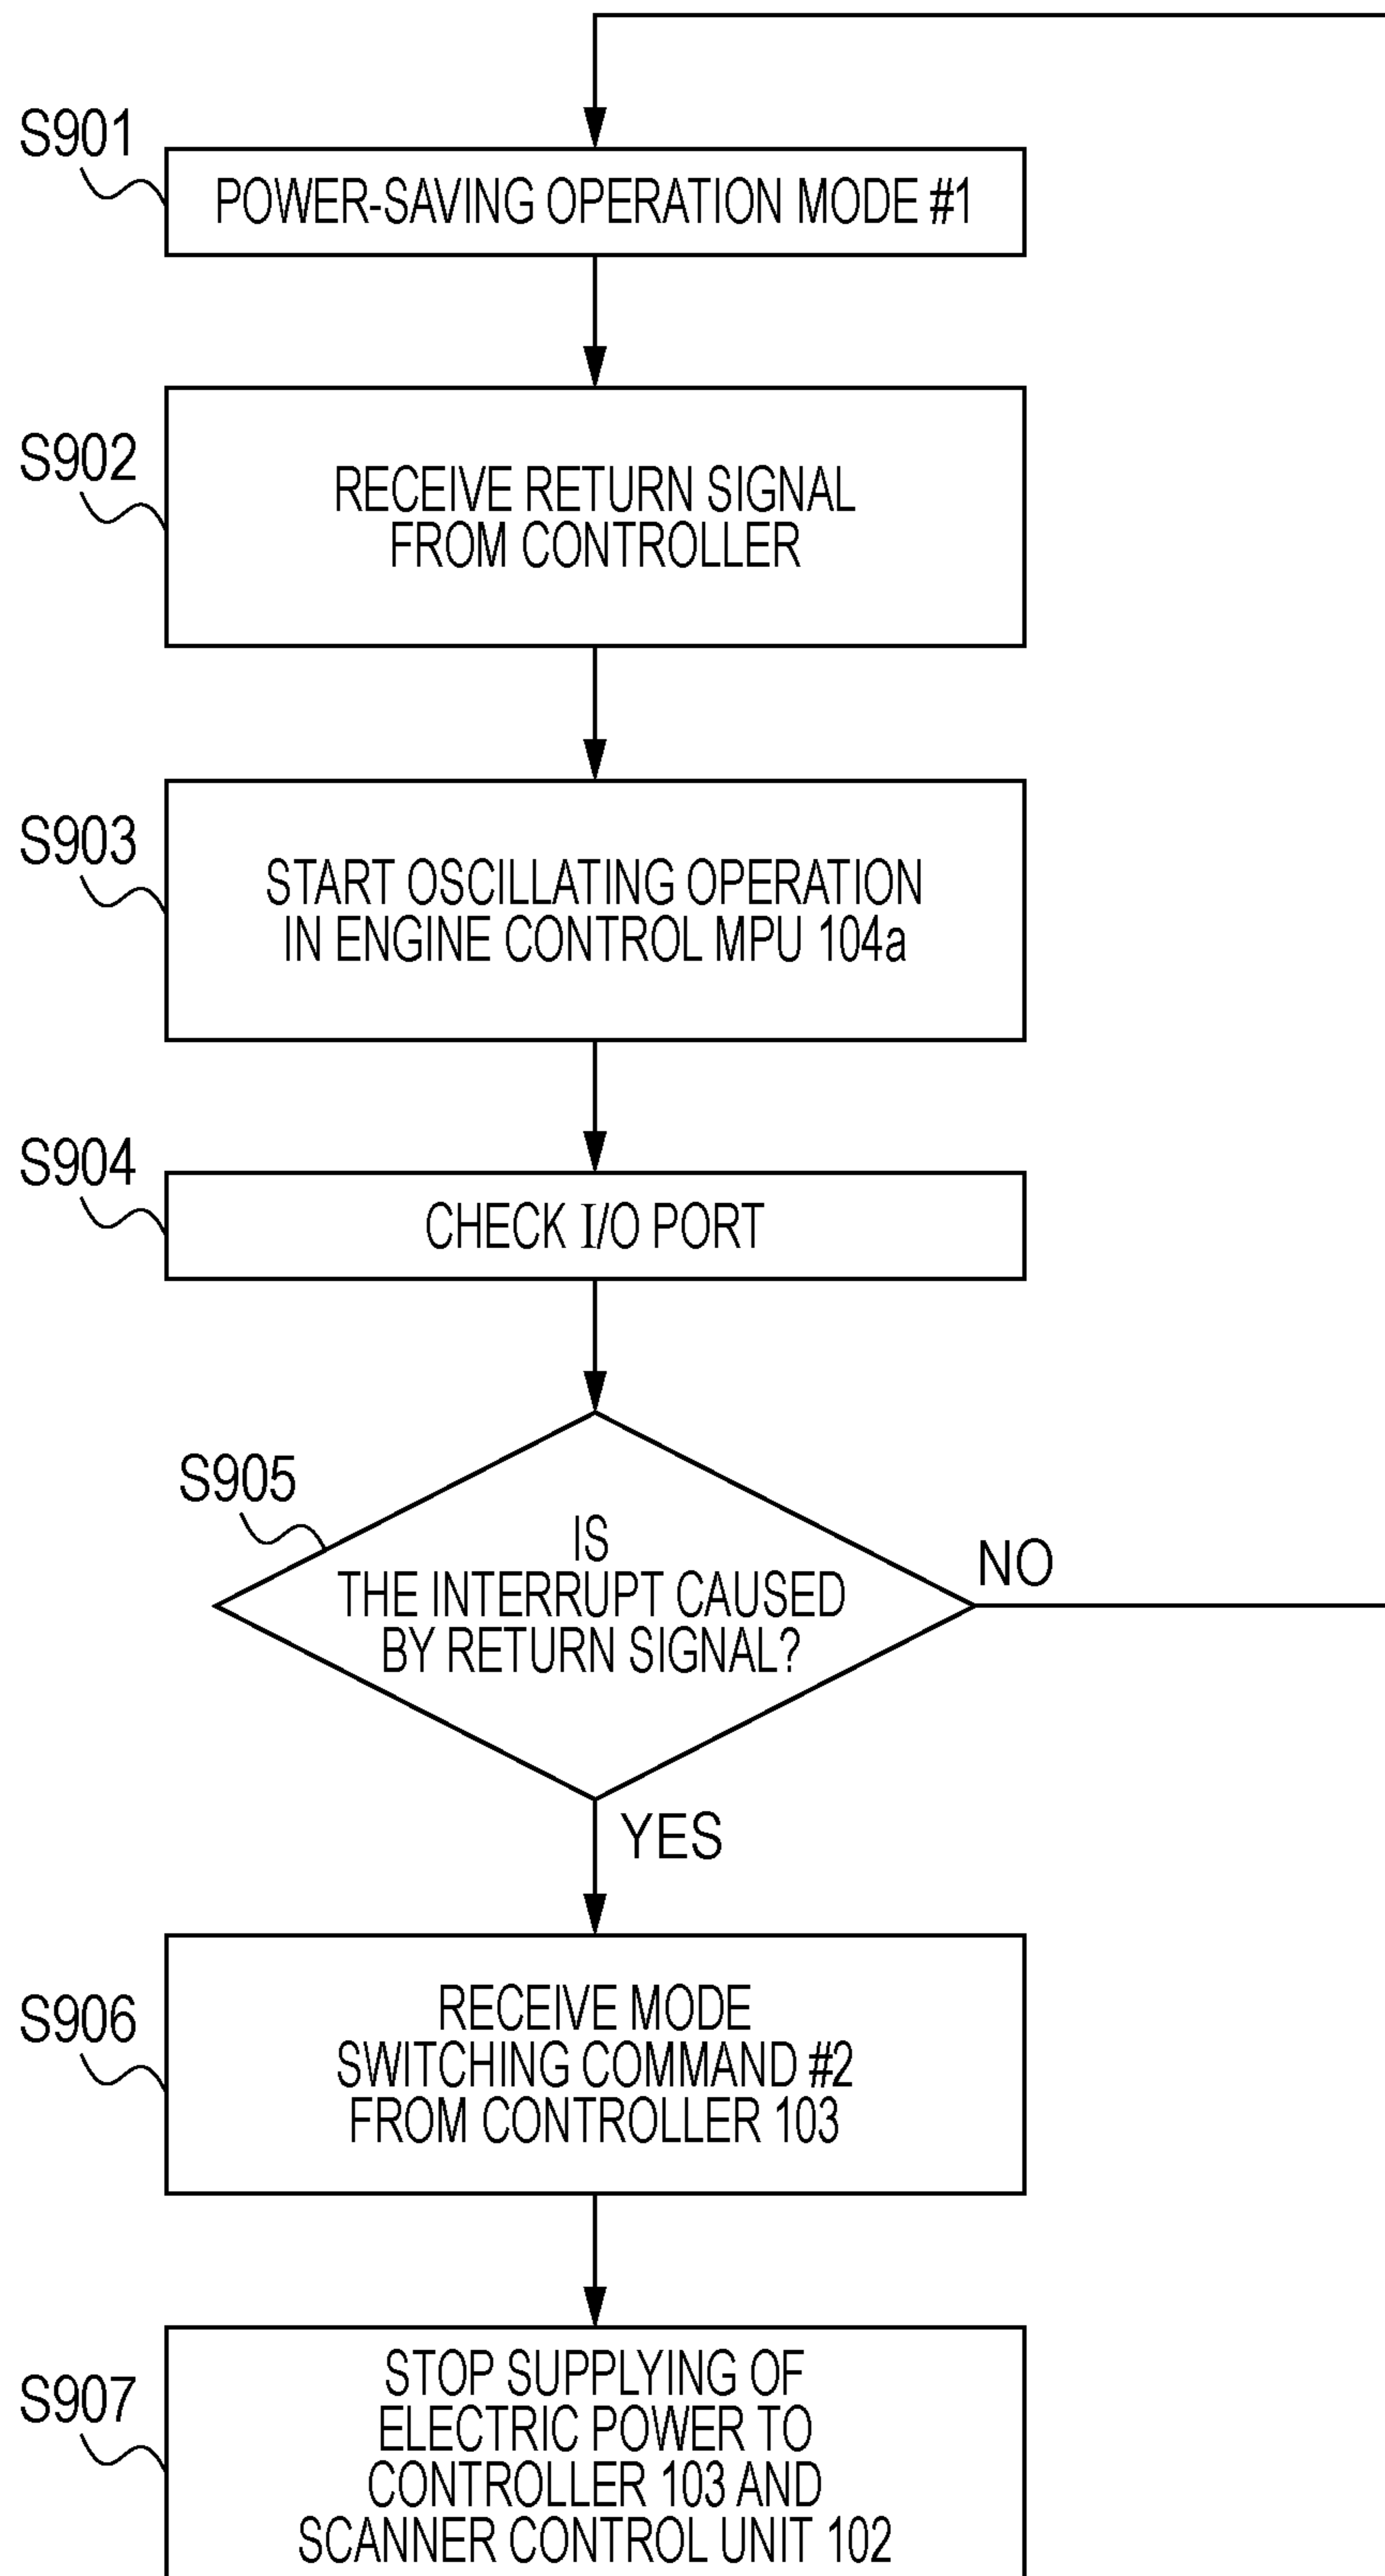 S901
POWER-SAVING OPERATION MODE #1
S902
RECEIVE RETURN SIGNAL
FROM CONTROLLER
S903
START OSCILLATING OPERATION
IN ENGINE CONTROL MPU 104a
S904
CHECK I/O PORT
S905
IS
THE INTERRUPT CAUSED
BY RETURN SIGNAL?
NO
YES
S906
RECEIVE MODE
SWITCHING COMMAND #2
FROM CONTROLLER 103
S907
STOP SUPPLYING OF
ELECTRIC POWER TO
CONTROLLER 103 AND
SCANNER CONTROL UNIT 102